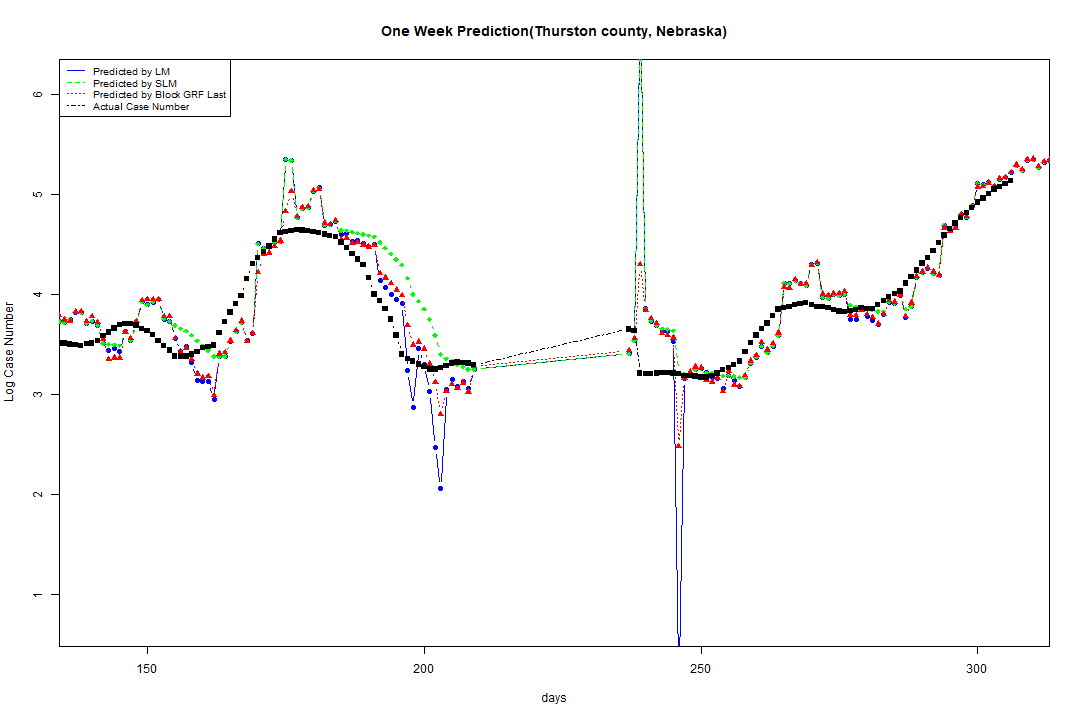 One Week Prediction(Thurston county, Nebraska)
Predicted by LM
Predicted by SLM
Predicted by Block GRF Last
Actual Case Number
Log Case Number
6
5
4
3
2
1
150 200 250 300
days